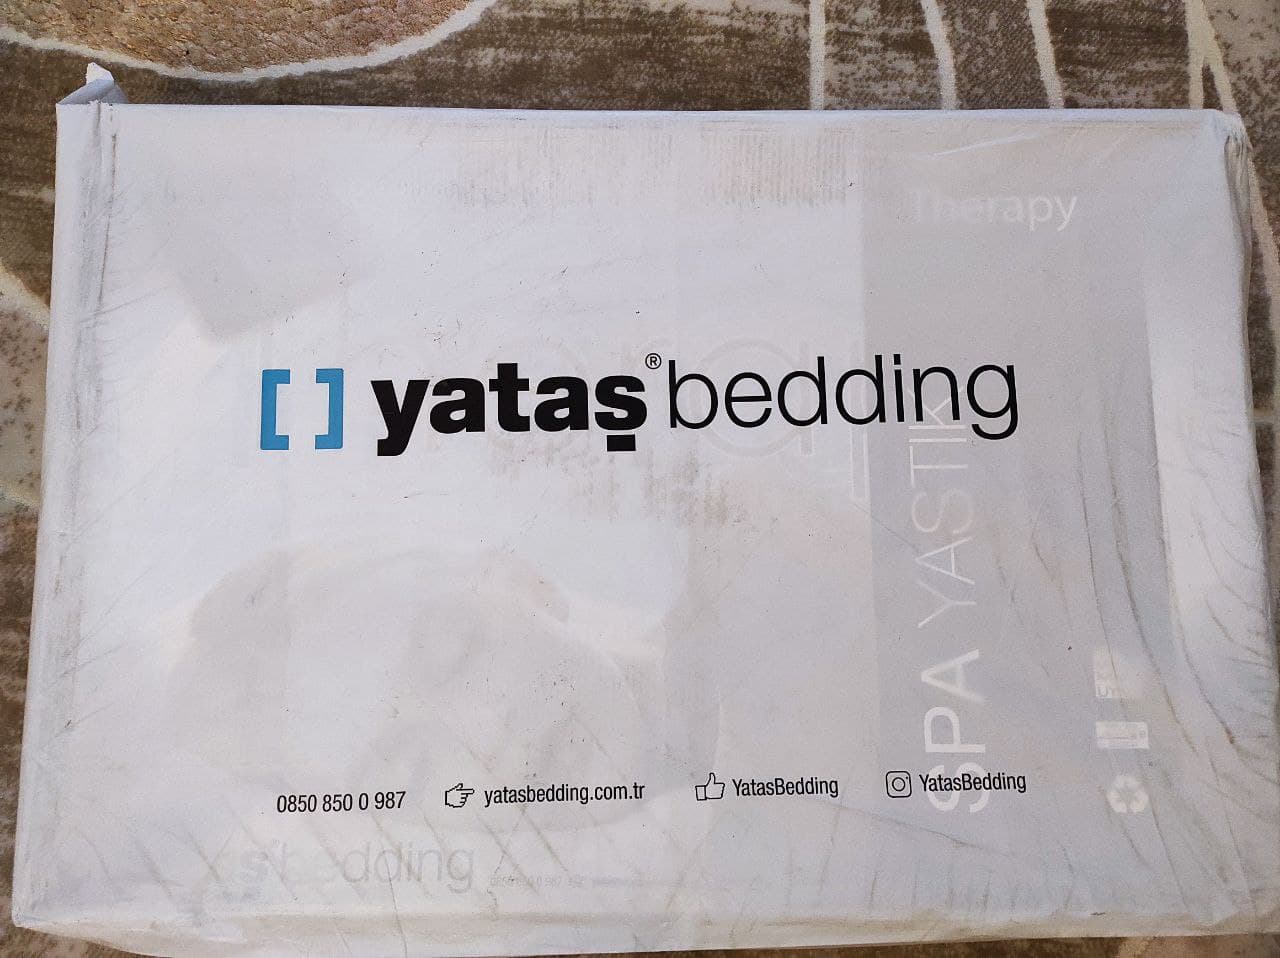 Therapy
[ ] yataş® bedding
SPA YASTIK
0850 850 0 987 yatasbedding.com.tr YatasBedding YatasBedding
bedding